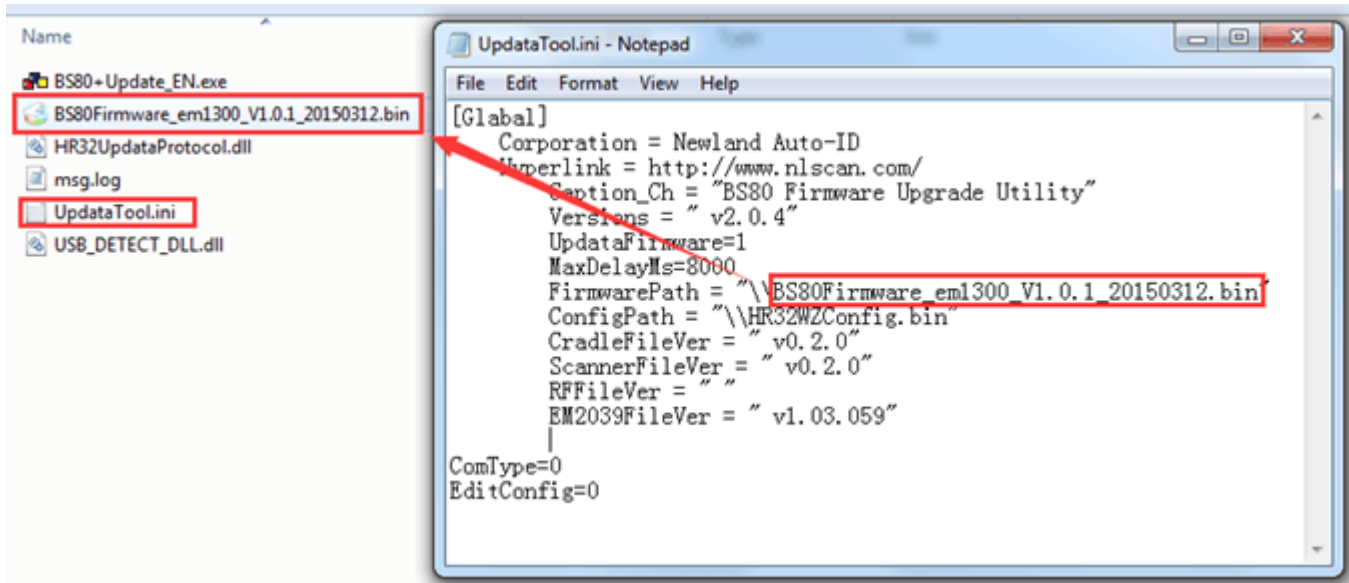 Name
BS80+Update_EN.exe
BS80Firmware_em1300_V1.0.1_20150312.bin
HR32UpdataProtocol.dll
msg.log
UpdataTool.ini
USB_DETECT_DLL.dll
UpdataTool.ini - Notepad
File Edit Format View Help
[Glabal]
Corporation = Newland Auto-ID
Hyperlink = http://www.nlscan.com/
Caption_Ch = "BS80 Firmware Upgrade Utility"
Versions = " v2.0.4"
UpdataFirmware=1
MaxDelayMs=8000
FirmwarePath = "\\BS80Firmware_em1300_V1.0.1_20150312.bin"
ConfigPath = "\\HR32WZConfig.bin"
CradleFileVer = " v0.2.0"
ScannerFileVer = " v0.2.0"
RFFileVer = " "
EM2039FileVer = " v1.03.059"
ComType=0
EditConfig=0